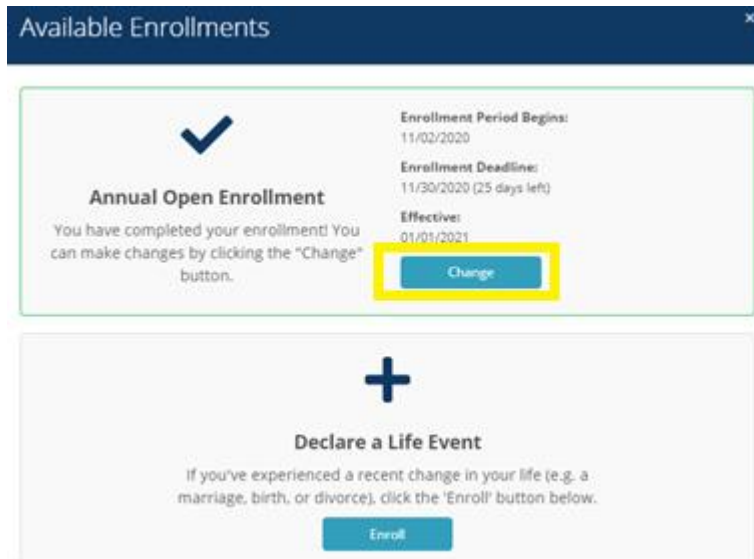 Available Enrollments
×
Annual Open Enrollment
You have completed your enrollment! You
can make changes by clicking the "Change"
button.
Enrollment Period Begins:
11/02/2020
Enrollment Deadline:
11/30/2020 (25 days left)
Effective:
01/01/2021
Change
Declare a Life Event
If you've experienced a recent change in your life (e.g. a
marriage, birth, or divorce), click the 'Enroll' button below.
Enroll